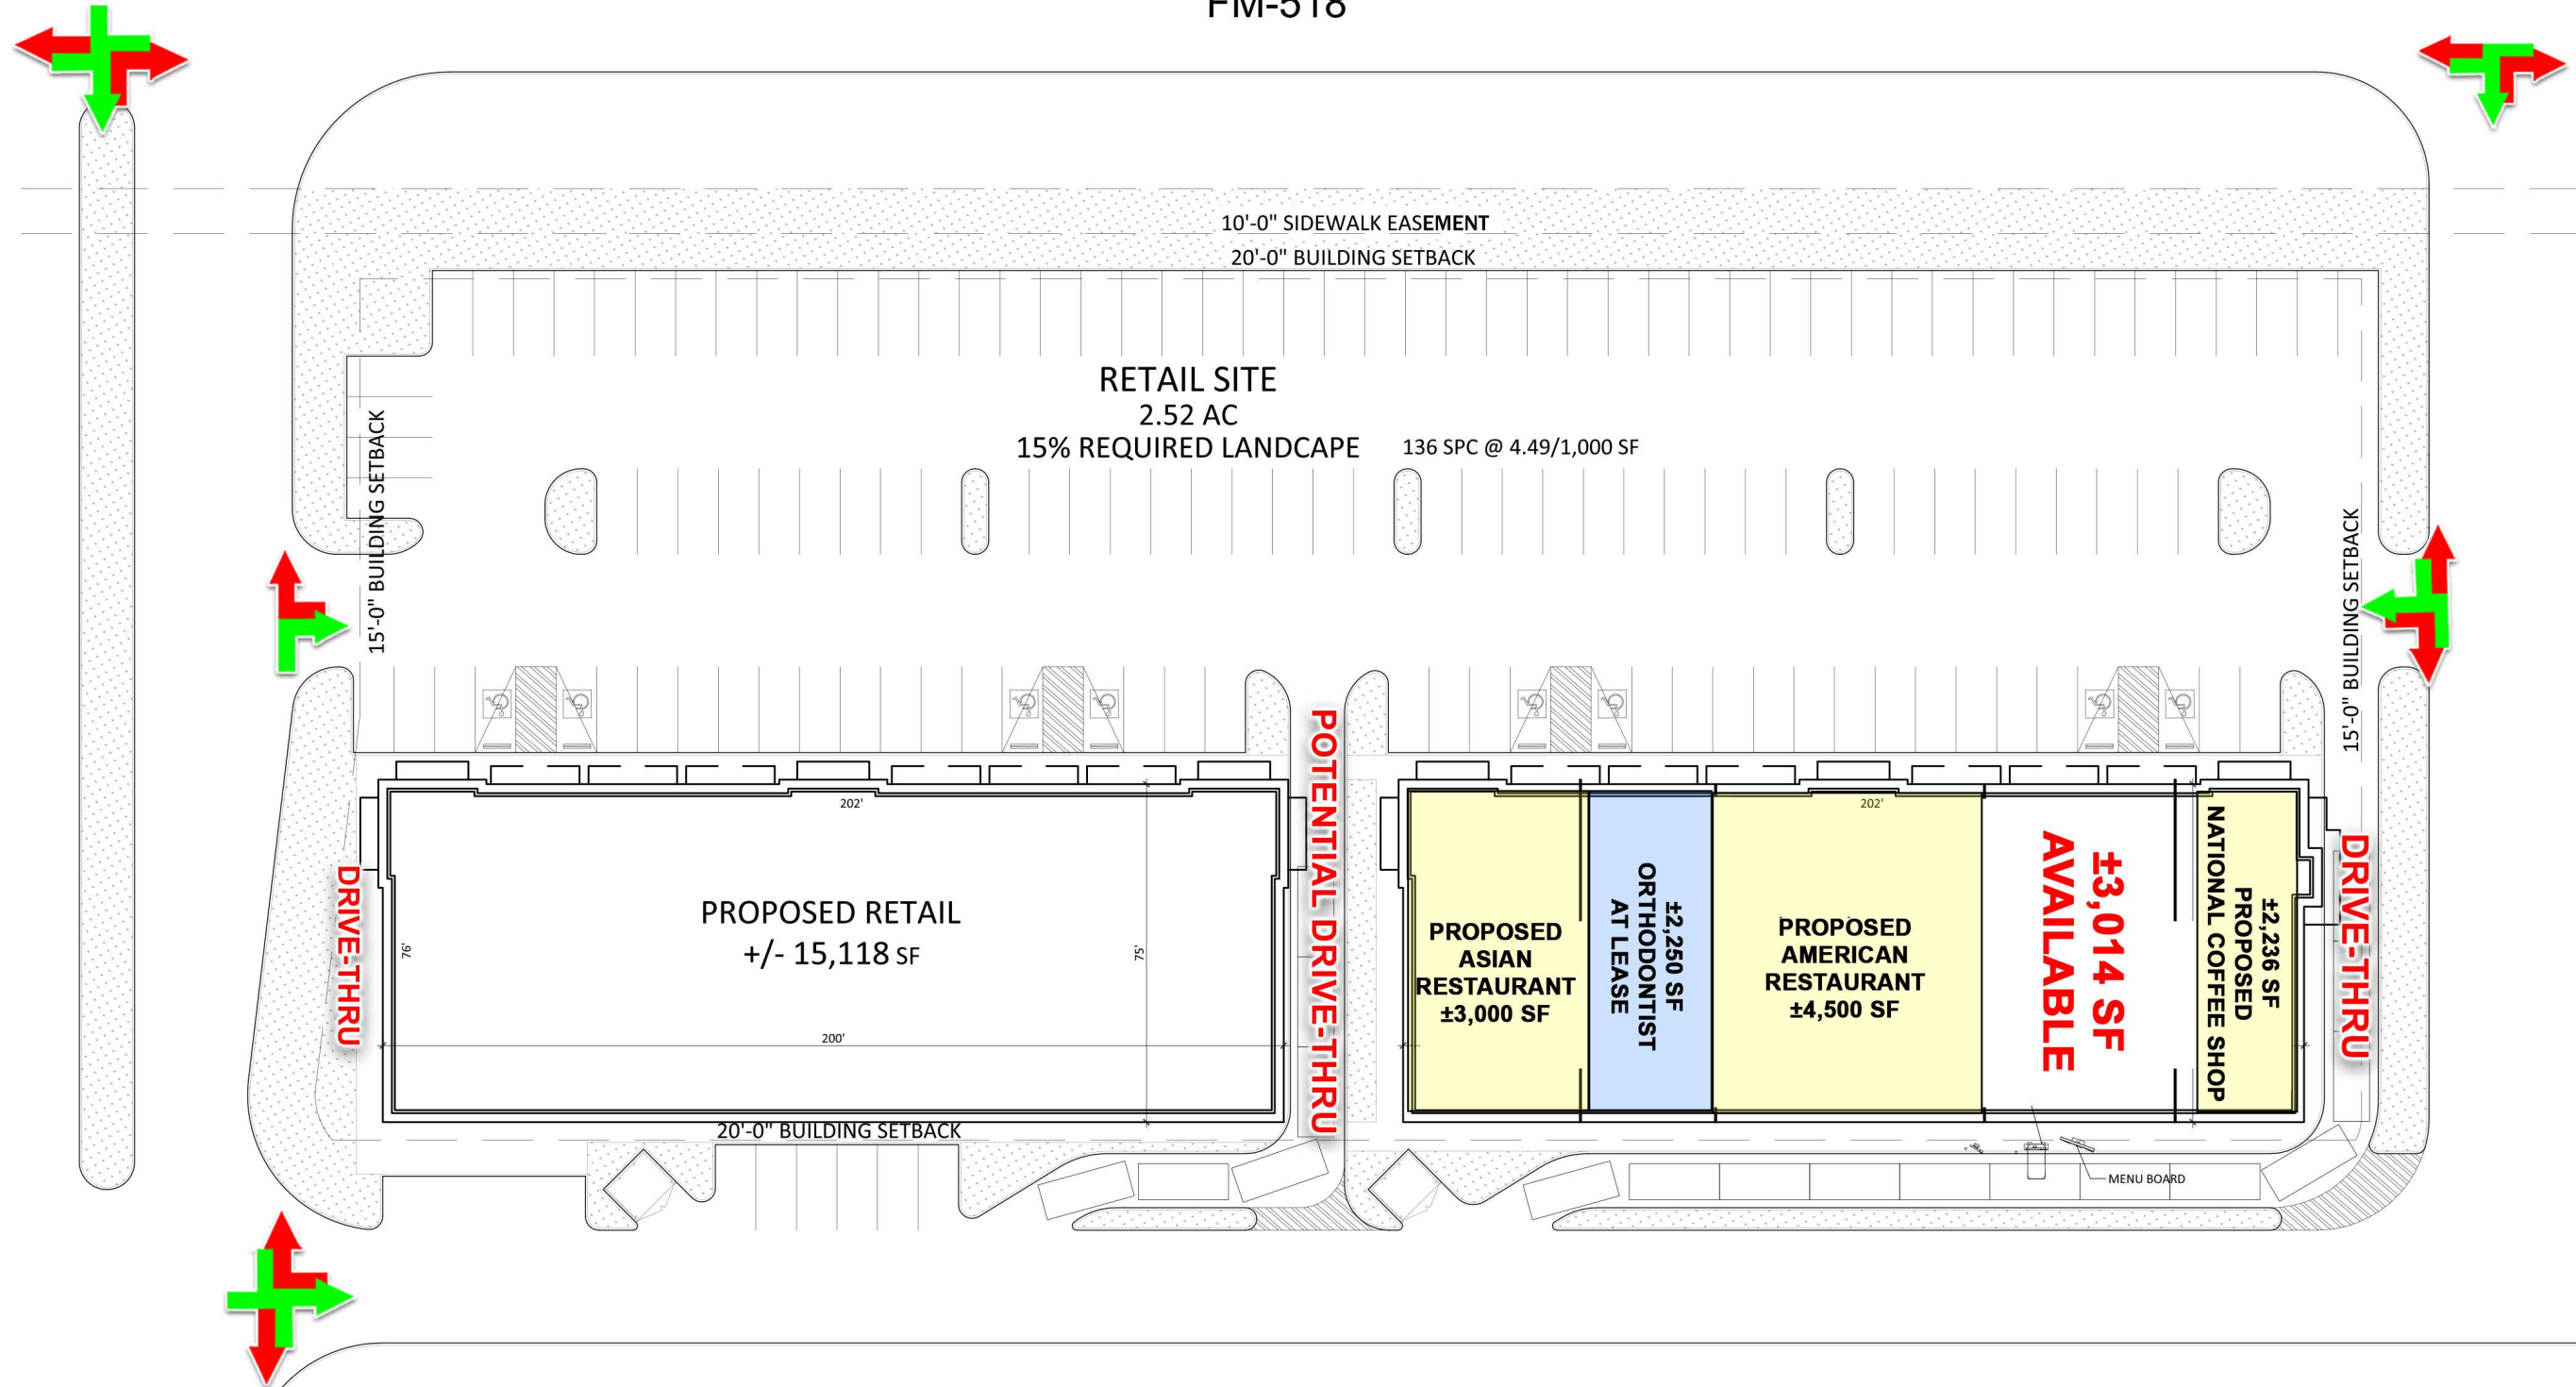 FM-518
10'-0" SIDEWALK EASEMENT
20'-0" BUILDING SETBACK
RETAIL SITE
2.52 AC
15% REQUIRED LANDCAPE
136 SPC @ 4.49/1,000 SF
15'-0" BUILDING SETBACK
15'-0" BUILDING SETBACK
DRIVE-THRU
202'
76'
PROPOSED RETAIL
+/- 15,118 SF
75'
200'
20'-0" BUILDING SETBACK
POTENTIAL DRIVE-THRU
PROPOSED
ASIAN
RESTAURANT
±3,000 SF
±2,250 SF
ORTHODONTIST
AT LEASE
202'
PROPOSED
AMERICAN
RESTAURANT
±4,500 SF
±3,014 SF
AVAILABLE
±2,236 SF
PROPOSED
NATIONAL COFFEE SHOP
DRIVE-THRU
MENU BOARD